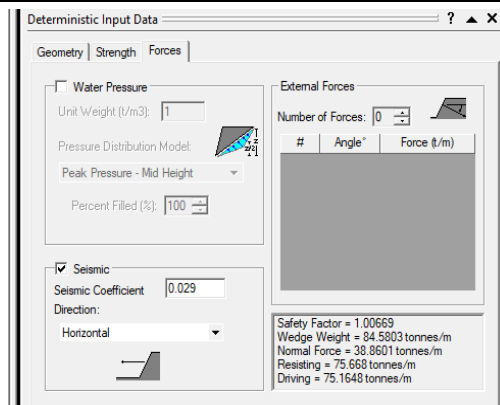 Deterministic Input Data
?
Geometry Strength Forces
Water Pressure
Unit Weight (t/m3): 1
Pressure Distribution Model:
Peak Pressure - Mid Height
Percent Filled (%): 100
Seismic
Seismic Coefficient 0.029
Direction:
Horizontal
External Forces
Number of Forces: 0
# Angle° Force (t/m)
Safety Factor = 1.00669
Wedge Weight = 84.5803 tonnes/m
Normal Force = 38.8601 tonnes/m
Resisting = 75.668 tonnes/m
Driving = 75.1648 tonnes/m